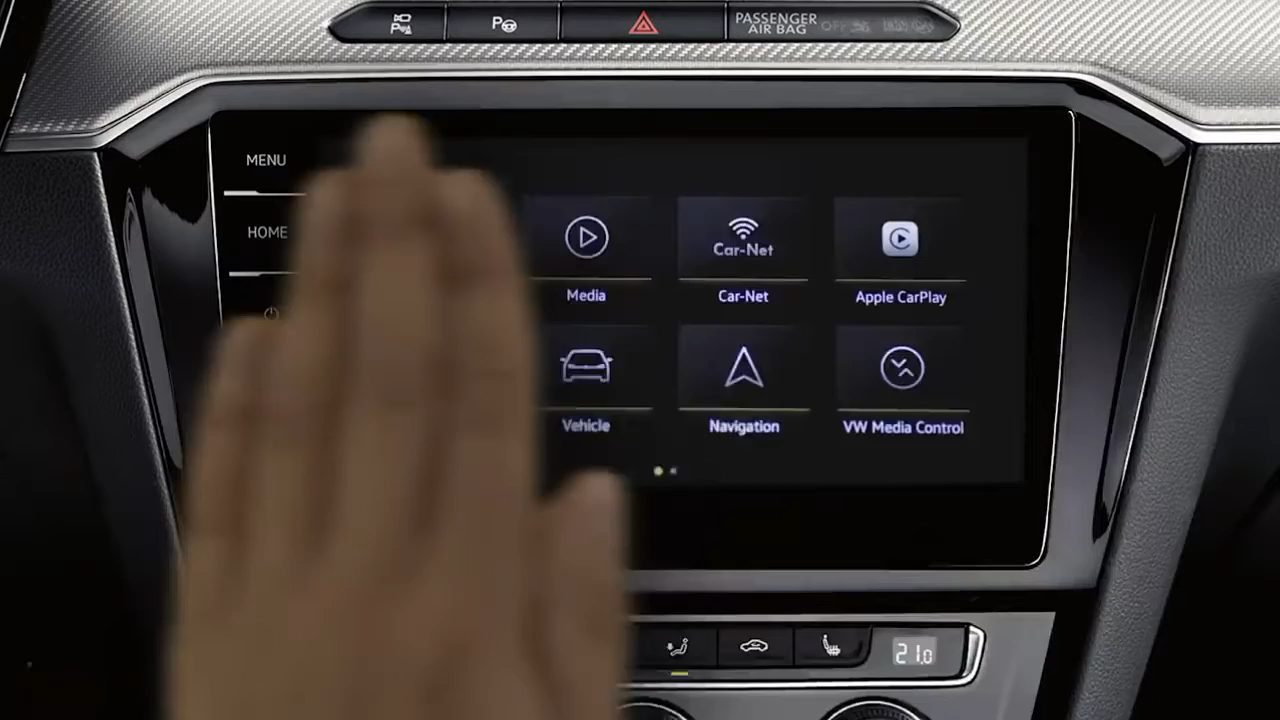 PASSENGER
AIR BAG
OFF
MENU
HOME
Car-Net
Media
Car-Net
Apple CarPlay
Vehicle
Navigation
VW Media Control
21.0